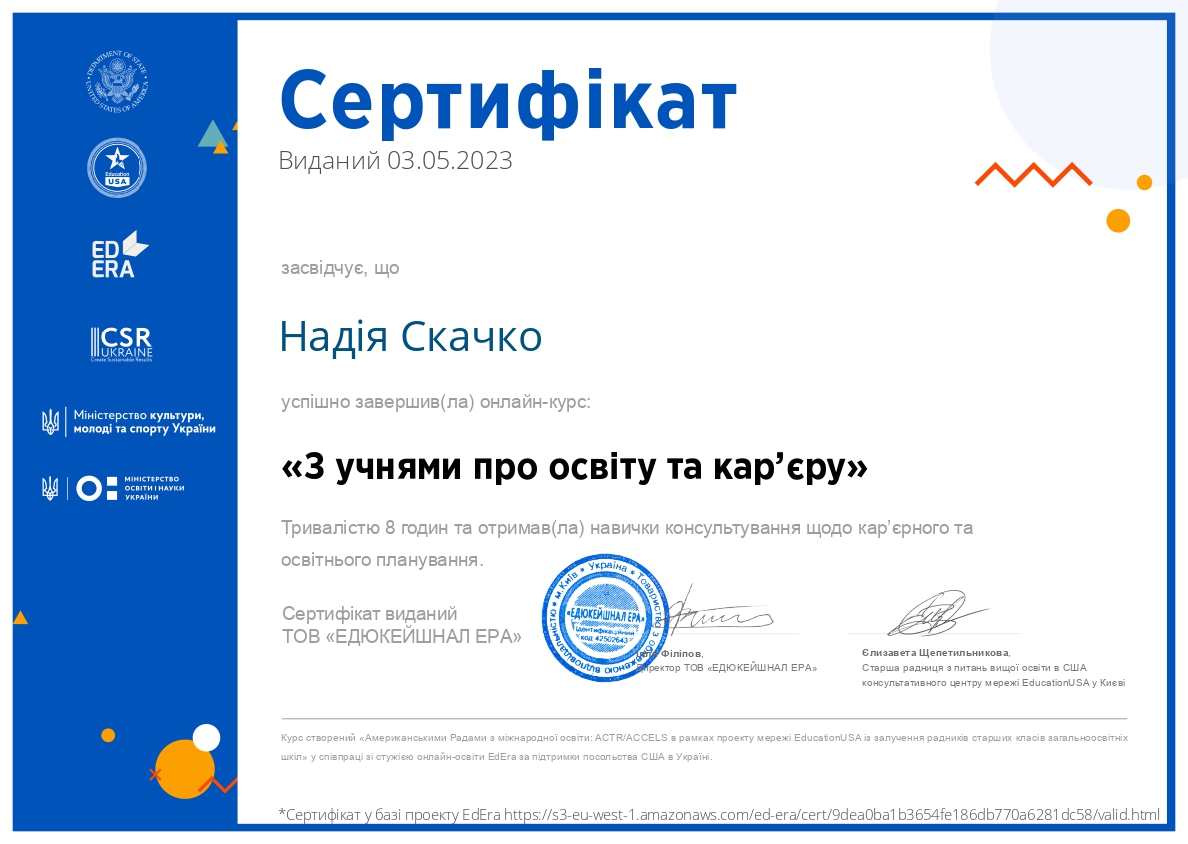 DEPARTMENT OF STATE
UNITED STATES OF AMERICA
Education
USA
ED
ERA
CSR
UKRAINE
Create Sustainable Results
Міністерство культури,
молоді та спорту України
МІНІСТЕРСТВО
ОСВІТИ І НАУКИ
УКРАЇНИ
Сертифікат
Виданий 03.05.2023
засвідчує, що
Надія Скачко
успішно завершив(ла) онлайн-курс:
«З учнями про освіту та кар’єру»
Тривалістю 8 годин та отримав(ла) навички консультування щодо кар’єрного та
освітнього планування.
Сертифікат виданий
ТОВ «ЕДЮКЕЙШНАЛ ЕРА»
Україна * Товариство з обмеженою відповідальністю * м.Київ *
«ЕДЮКЕЙШНАЛ ЕРА»
ідентифікаційний
код 42502643
Філіпов,
Директор ТОВ «ЕДЮКЕЙШНАЛ ЕРА»
Єлизавета Щепетильникова,
Старша радниця з питань вищої освіти в США
консультативного центру мережі EducationUSA у Києві
Курс створений «Американськими Радами з міжнародної освіти: ACTR/ACCELS в рамках проекту мережі EducationUSA із залучення радників старших класів загальноосвітніх
шкіл» у співпраці зі стужією онлайн-освіти EdEra за підтримки посольства США в Україні.
*Сертифікат у базі проекту EdEra https://s3-eu-west-1.amazonaws.com/ed-era/cert/9dea0ba1b3654fe186db770a6281dc58/valid.html